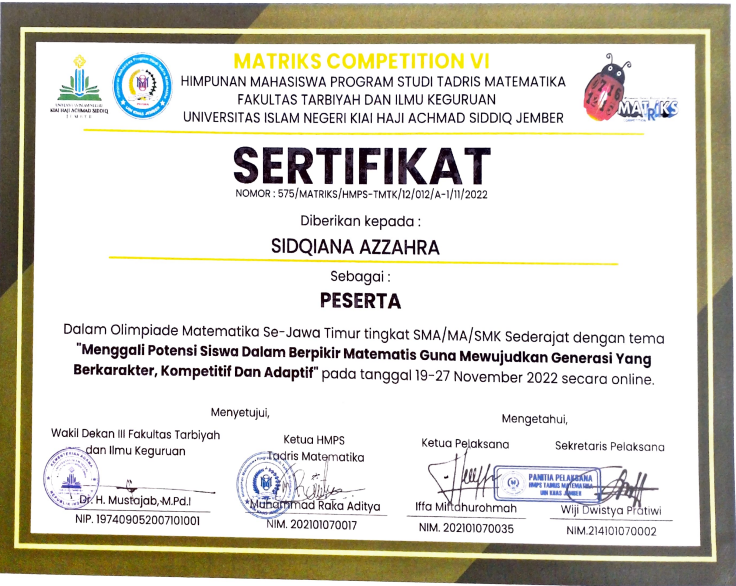 MATRIKS COMPETITION VI
HIMPUNAN MAHASISWA PROGRAM STUDI TADRIS MATEMATIKA
FAKULTAS TARBIYAH DAN ILMU KEGURUAN
UNIVERSITAS ISLAM NEGERI KIAI HAJI ACHMAD SIDDIQ JEMBER
UNIVERSITAS ISLAM NEGERI
KIAI HAJI ACHMAD SIDDIQ
JEMBER
MATRIKS
SERTIFIKAT
NOMOR : 575/MATRIKS/HMPS-TMTK/12/012/A-1/11/2022
Diberikan kepada :
SIDQIANA AZZAHRA
Sebagai :
PESERTA
Dalam Olimpiade Matematika Se-Jawa Timur tingkat SMA/MA/SMK Sederajat dengan tema
"Menggali Potensi Siswa Dalam Berpikir Matematis Guna Mewujudkan Generasi Yang
Berkarakter, Kompetitif Dan Adaptif" pada tanggal 19-27 November 2022 secara online.
Menyetujui,
Wakil Dekan III Fakultas Tarbiyah
dan Ilmu Keguruan
Dr. H. Mustajab, M.Pd.I
NIP. 197409052007101001
Ketua HMPS
Tadris Matematika
Muhammad Raka Aditya
NIM. 202101070017
Mengetahui,
Ketua Pelaksana
Iffa Miftahurohmah
NIM. 202101070035
Sekretaris Pelaksana
PANITIA PELAKSANA
HMPS TADRIS MATEMATIKA
UIN KHAS JEMBER
Wiji Dwistya Pratiwi
NIM.214101070002